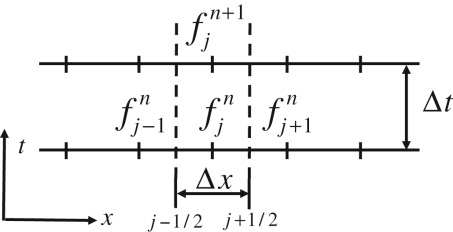 f_j^{n+1}
f_{j-1}^n f_j^n f_{j+1}^n Δt
t
Δx
x j-1/2 j+1/2